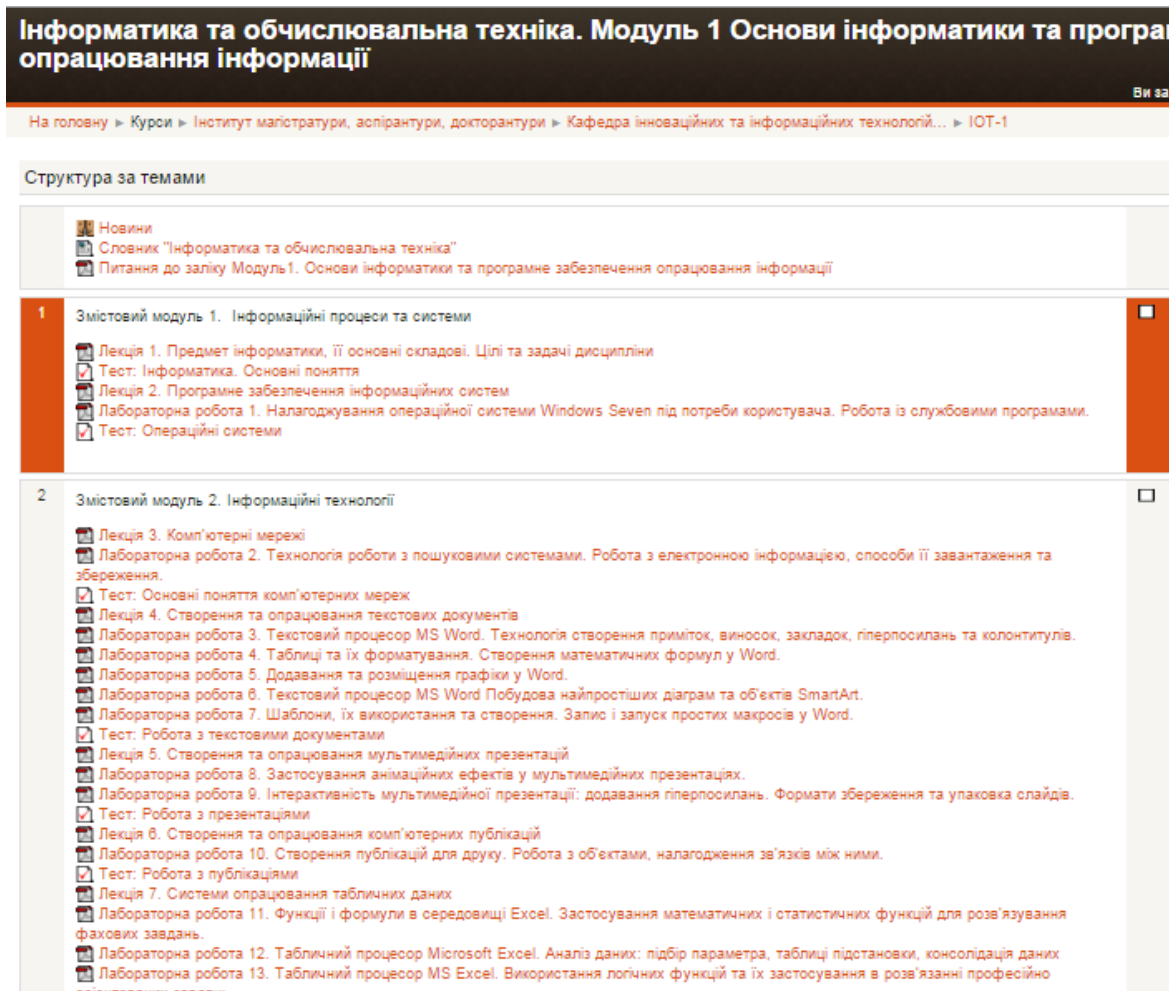 Інформатика та обчислювальна техніка. Модуль 1 Основи інформатики та
опрацювання інформації
Ви
На головну ► Курси ► Інститут магістратури, аспірантури, докторантури ► Кафедра інноваційних та інформаційних технологій... ► ІОТ-1
Структура за темами
Новини
Словник "Інформатика та обчислювальна техніка"
Питання до заліку Модуль1. Основи інформатики та програмне забезпечення опрацювання інформації
1 Змістовий модуль 1. Інформаційні процеси та системи
Лекція 1. Предмет інформатики, її основні складові. Цілі та задачі дисципліни
Тест: Інформатика. Основні поняття
Лекція 2. Програмне забезпечення інформаційних систем
Лабораторна робота 1. Налагоджування операційної системи Windows Seven під потреби користувача. Робота із службовими програмами.
Тест: Операційні системи
2 Змістовий модуль 2. Інформаційні технології
Лекція 3. Комп'ютерні мережі
Лабораторна робота 2. Технологія роботи з пошуковими системами. Робота з електронною інформацією, способи її завантаження та
збереження.
Тест: Основні поняття комп'ютерних мереж
Лекція 4. Створення та опрацювання текстових документів
Лабораторан робота 3. Текстовий процесор MS Word. Технологія створення приміток, виносок, закладок, гіперпосилань та колонтитулів.
Лабораторна робота 4. Таблиці та їх форматування. Створення математичних формул у Word.
Лабораторна робота 5. Додавання та розміщення графіки у Word.
Лабораторна робота 6. Текстовий процесор MS Word Побудова найпростіших діаграм та об'єктів SmartArt.
Лабораторна робота 7. Шаблони, їх використання та створення. Запис і запуск простих макросів у Word.
Тест: Робота з текстовими документами
Лекція 5. Створення та опрацювання мультимедійних презентацій
Лабораторна робота 8. Застосування анімаційних ефектів у мультимедійних презентаціях.
Лабораторна робота 9. Інтерактивність мультимедійної презентації: додавання гіперпосилань. Формати збереження та упаковка слайдів.
Тест: Робота з презентаціями
Лекція 6. Створення та опрацювання комп'ютерних публікацій
Лабораторна робота 10. Створення публікацій для друку. Робота з об'єктами, налагодження зв'язків між ними.
Тест: Робота з публікаціями
Лекція 7. Системи опрацювання табличних даних
Лабораторна робота 11. Функції і формули в середовищі Excel. Застосування математичних і статистичних функцій для розв'язування
фахових завдань.
Лабораторна робота 12. Табличний процесор Microsoft Excel. Аналіз даних: підбір параметра, таблиці підстановки, консолідація даних
Лабораторна робота 13. Табличний процесор MS Excel. Використання логічних функцій та їх застосування в розв'язанні професійно